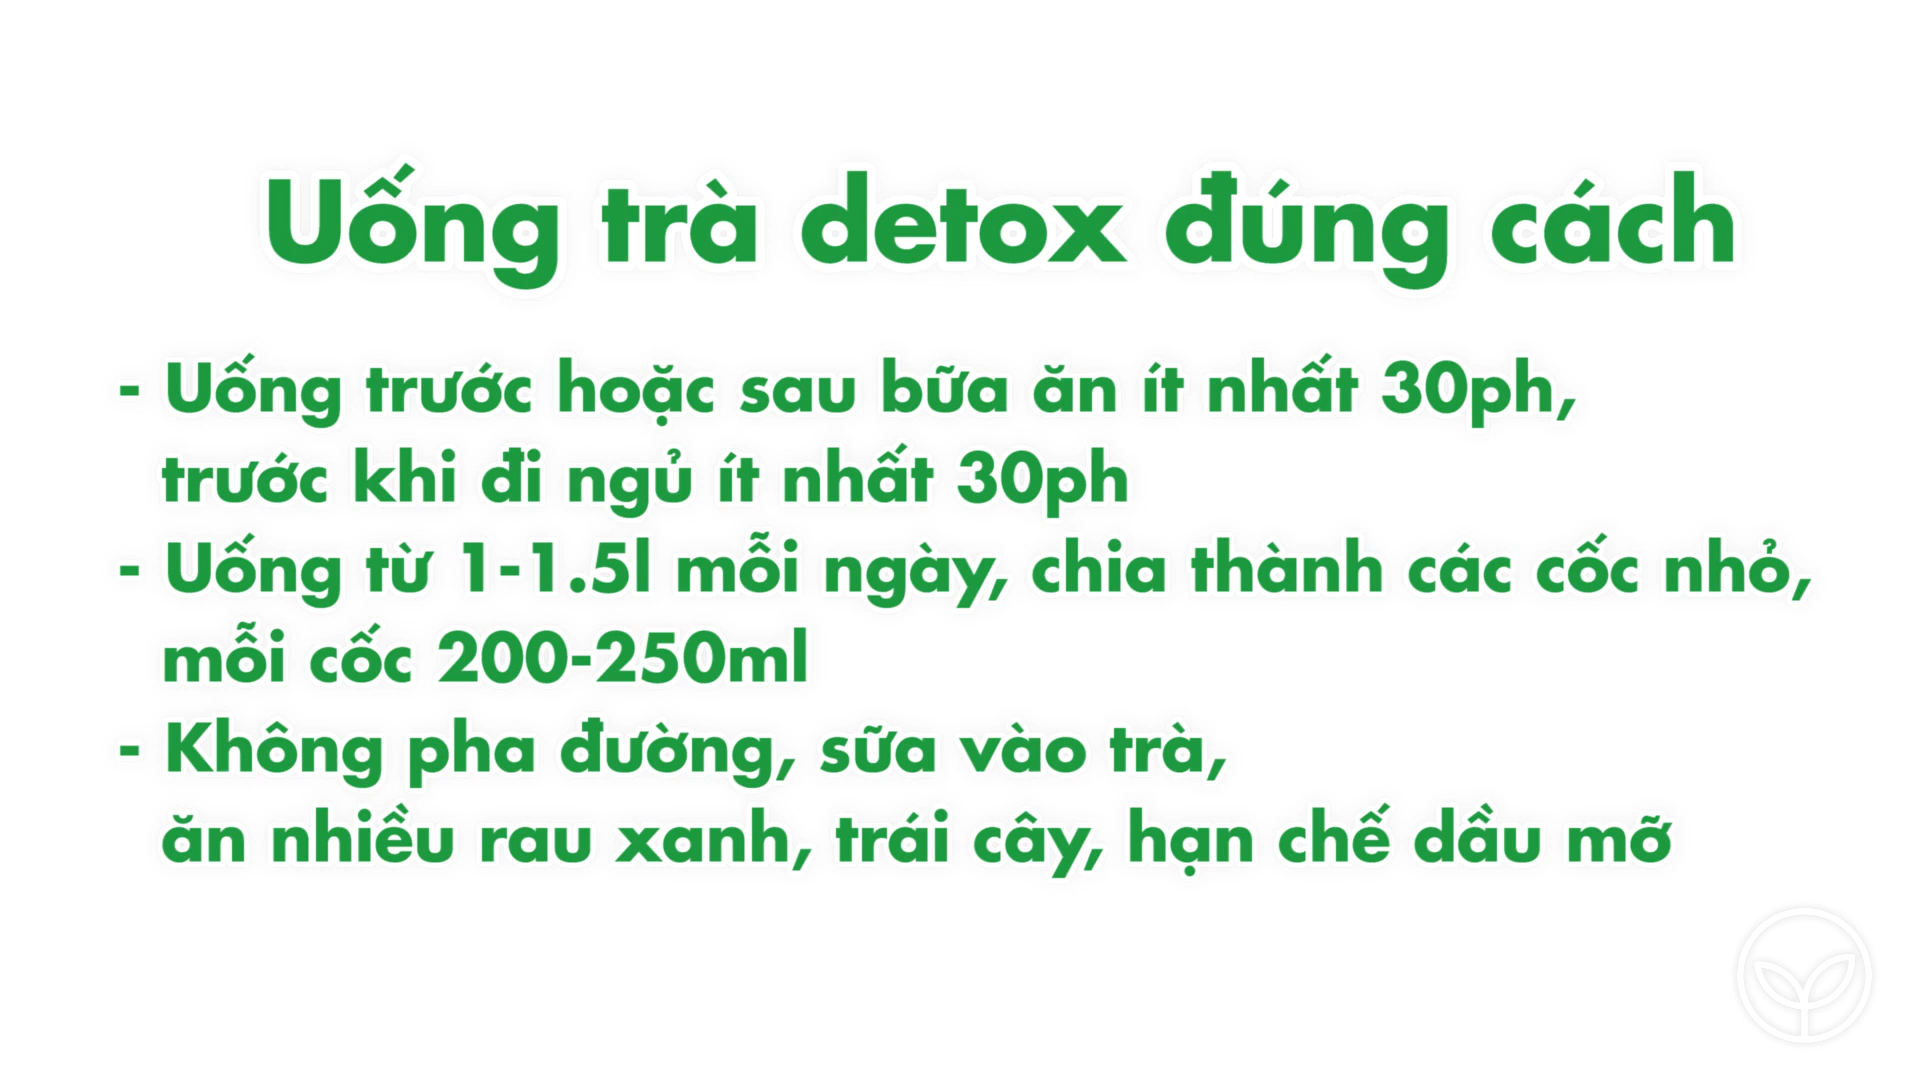 Uống trà detox đúng cách
- Uống trước hoặc sau bữa ăn ít nhất 30ph,
trước khi đi ngủ ít nhất 30ph
- Uống từ 1-1.5l mỗi ngày, chia thành các cốc nhỏ,
mỗi cốc 200-250ml
- Không pha đường, sữa vào trà,
ăn nhiều rau xanh, trái cây, hạn chế dầu mỡ